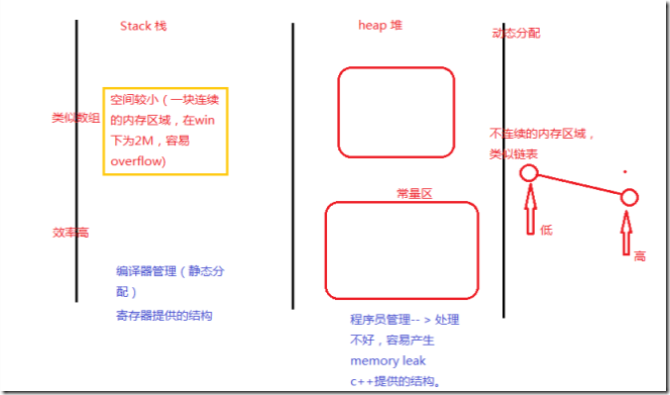 Stack 栈
heap 堆
动态分配
类似数组
空间较小（一块连续
的内存区域，在win
下为2M，容易
overflow)
不连续的内存区域，
类似链表
常量区
效率高
低
高
编译器管理（静态分
配）
寄存器提供的结构
程序员管理-- > 处理
不好，容易产生
memory leak
c++提供的结构。